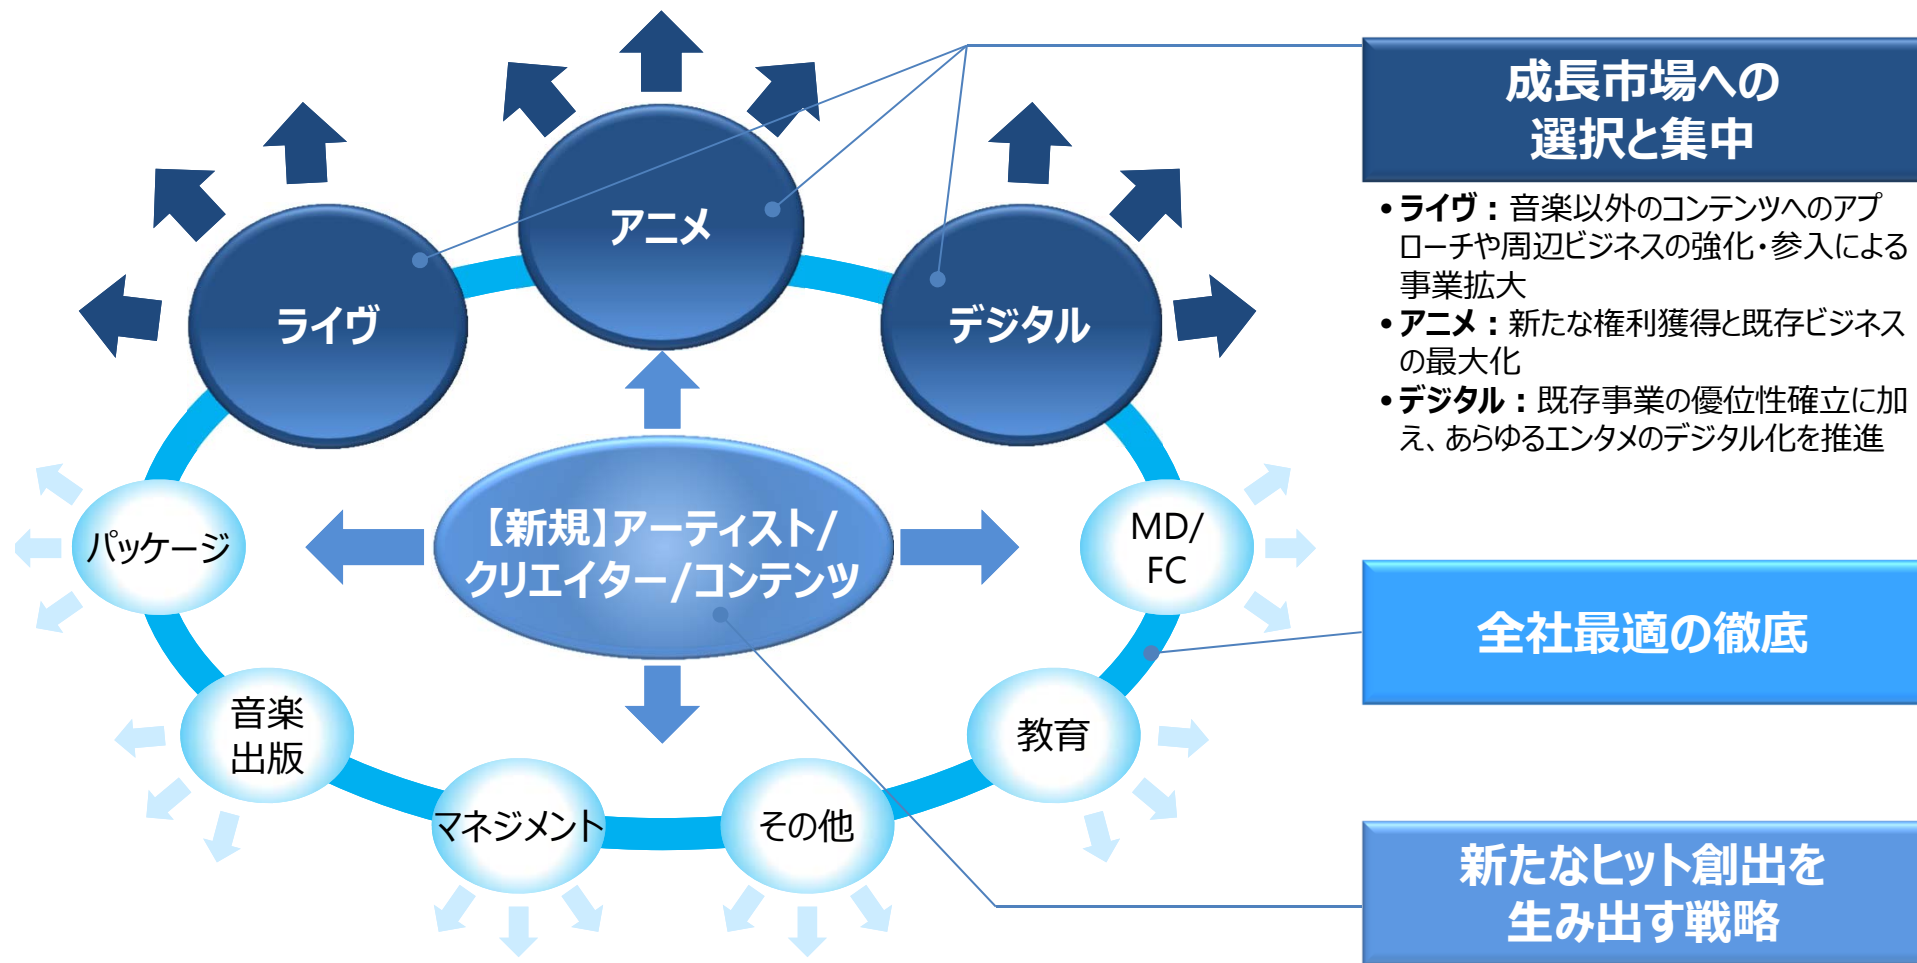 アニメ
ライヴ
デジタル
【新規】アーティスト/
クリエイター/コンテンツ
パッケージ
MD/
FC
音楽
出版
教育
マネジメント
その他
成長市場への
選択と集中
•ライヴ：音楽以外のコンテンツへのアプ
ローチや周辺ビジネスの強化・参入による
事業拡大
•アニメ：新たな権利獲得と既存ビジネス
の最大化
•デジタル：既存事業の優位性確立に加
え、あらゆるエンタメのデジタル化を推進
全社最適の徹底
新たなヒット創出を
生み出す戦略